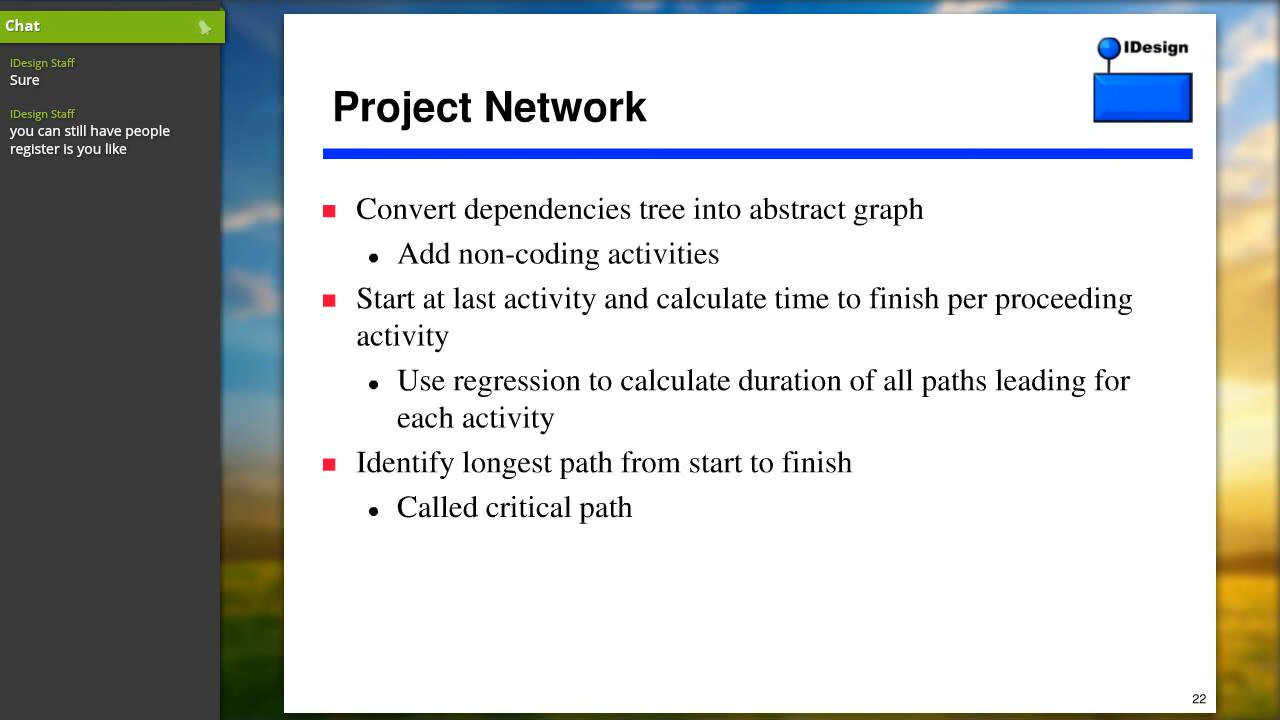 Chat
IDesign Staff
Sure
IDesign Staff
you can still have people
register is you like
IDesign
Project Network
Convert dependencies tree into abstract graph
Add non-coding activities
Start at last activity and calculate time to finish per proceeding
activity
Use regression to calculate duration of all paths leading for
each activity
Identify longest path from start to finish
Called critical path
22